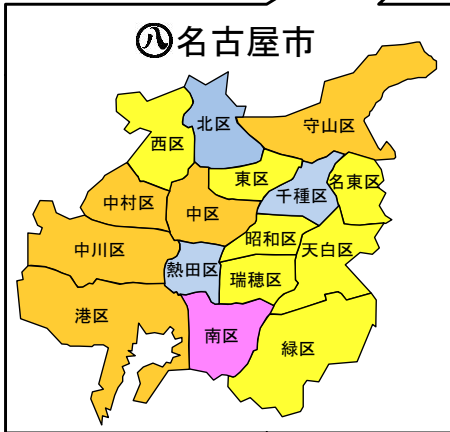 ㊇名古屋市
北区
守山区
西区
東区
千種区
名東区
中村区
中区
昭和区
天白区
中川区
熱田区
瑞穂区
港区
南区
緑区